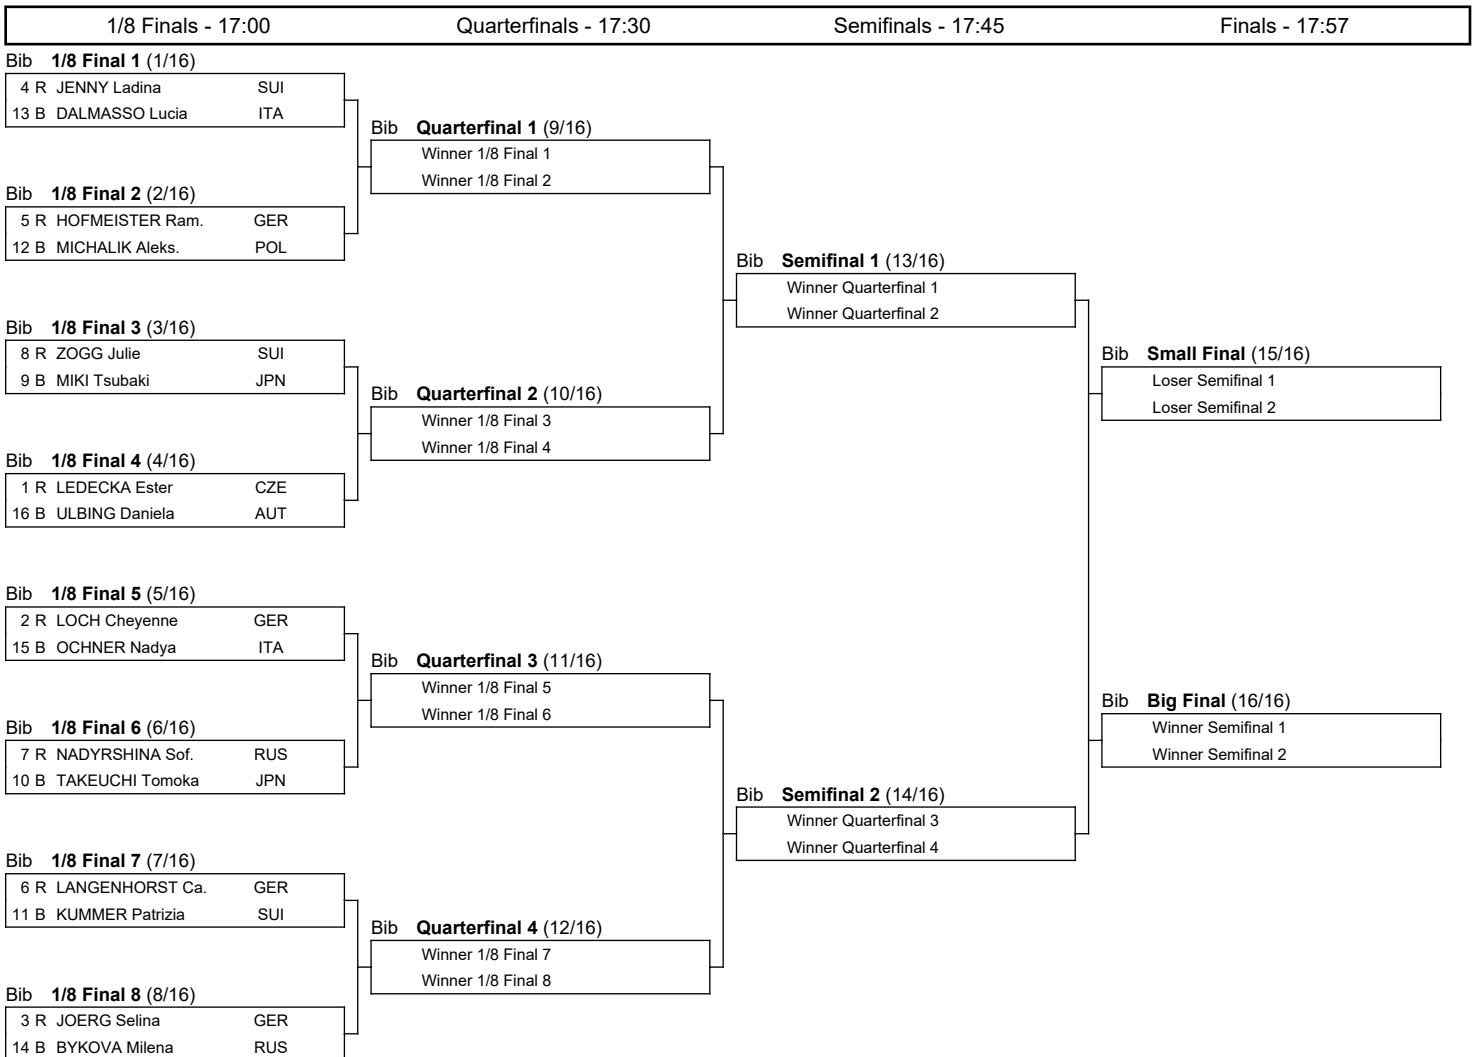 1/8 Finals - 17:00 Quarterfinals - 17:30 Semifinals - 17:45 Finals - 17:57
Bib 1/8 Final 1 (1/16)
4 R JENNY Ladina SUI
13 B DALMASSO Lucia ITA
Bib 1/8 Final 2 (2/16)
5 R HOFMEISTER Ram. GER
12 B MICHALIK Aleks. POL
Bib 1/8 Final 3 (3/16)
8 R ZOGG Julie SUI
9 B MIKI Tsubaki JPN
Bib 1/8 Final 4 (4/16)
1 R LEDECKA Ester CZE
16 B ULBING Daniela AUT
Bib 1/8 Final 5 (5/16)
2 R LOCH Cheyenne GER
15 B OCHNER Nadya ITA
Bib 1/8 Final 6 (6/16)
7 R NADYRSHINA Sof. RUS
10 B TAKEUCHI Tomoka JPN
Bib 1/8 Final 7 (7/16)
6 R LANGENHORST Ca. GER
11 B KUMMER Patrizia SUI
Bib 1/8 Final 8 (8/16)
3 R JOERG Selina GER
14 B BYKOVA Milena RUS
Bib Quarterfinal 1 (9/16)
Winner 1/8 Final 1
Winner 1/8 Final 2
Bib Quarterfinal 2 (10/16)
Winner 1/8 Final 3
Winner 1/8 Final 4
Bib Quarterfinal 3 (11/16)
Winner 1/8 Final 5
Winner 1/8 Final 6
Bib Quarterfinal 4 (12/16)
Winner 1/8 Final 7
Winner 1/8 Final 8
Bib Semifinal 1 (13/16)
Winner Quarterfinal 1
Winner Quarterfinal 2
Bib Semifinal 2 (14/16)
Winner Quarterfinal 3
Winner Quarterfinal 4
Bib Small Final (15/16)
Loser Semifinal 1
Loser Semifinal 2
Bib Big Final (16/16)
Winner Semifinal 1
Winner Semifinal 2